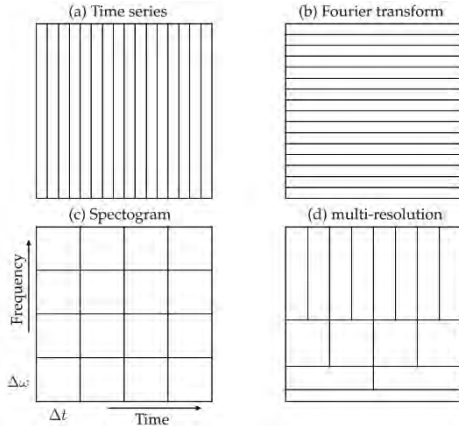 (a) Time series
(b) Fourier transform
(c) Spectogram
(d) multi-resolution
Frequency
Δω
Δt
Time